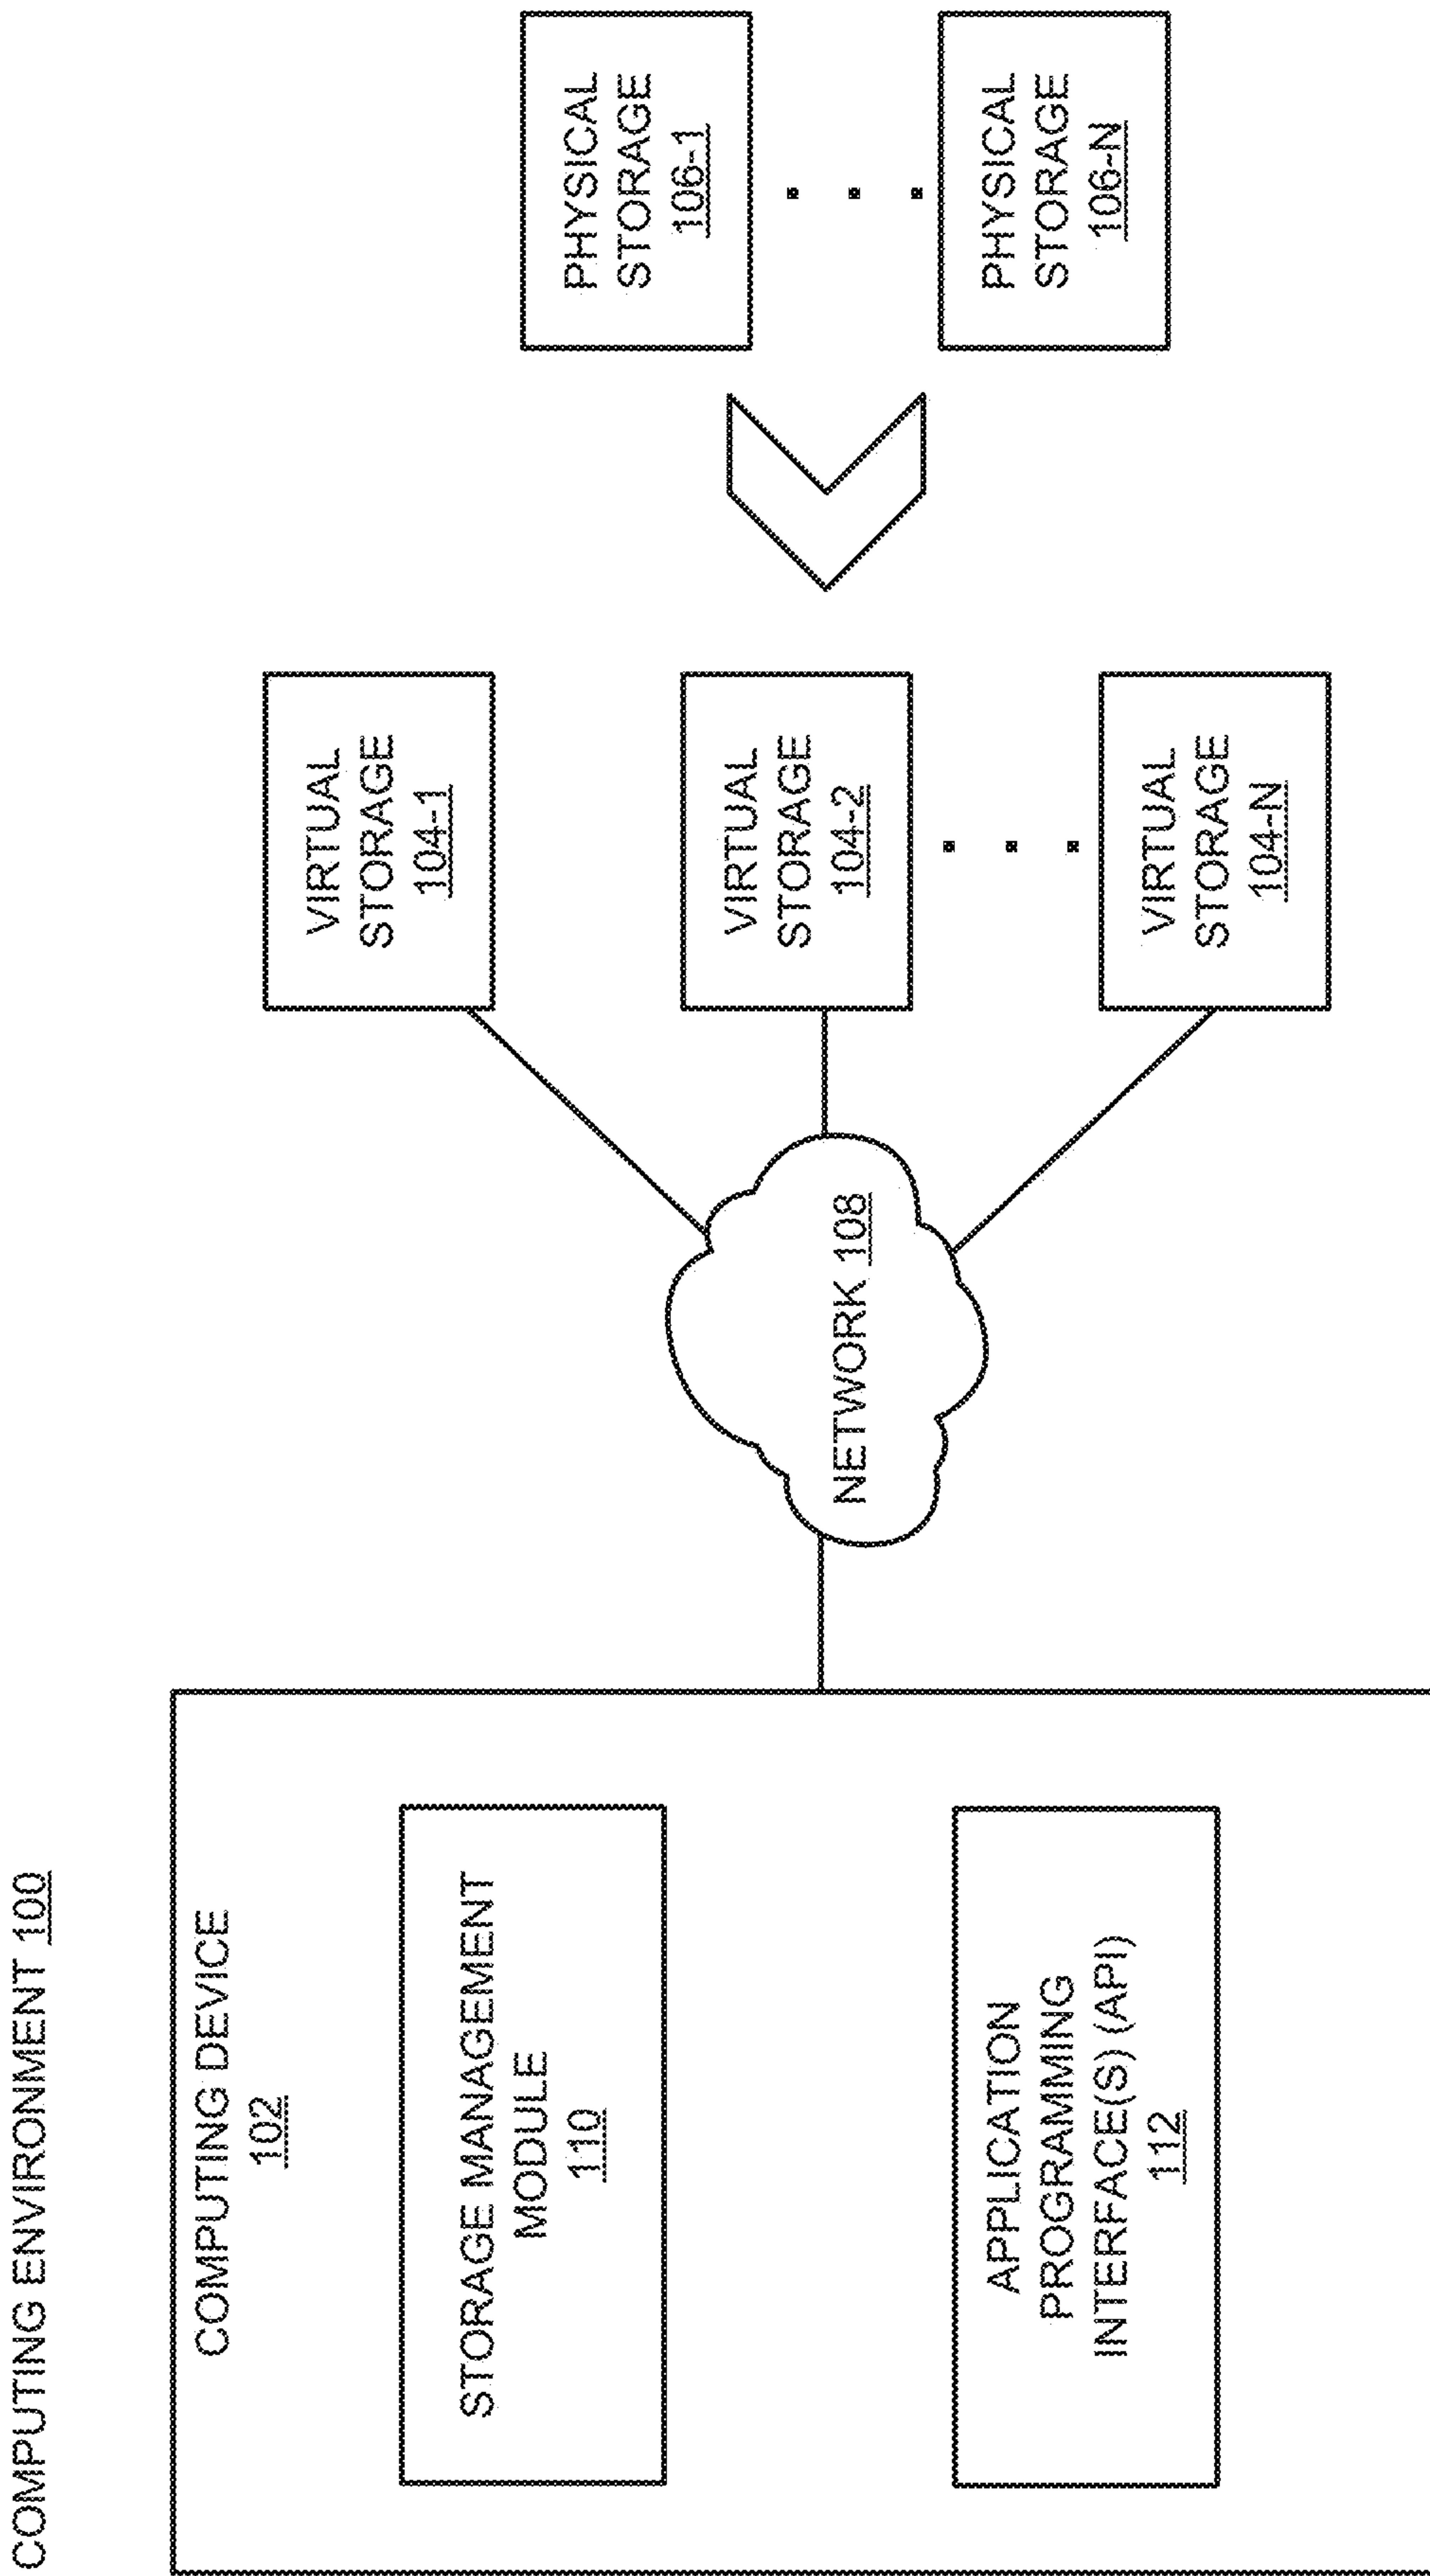 COMPUTING ENVIRONMENT 100
COMPUTING DEVICE
102
STORAGE MANAGEMENT
MODULE
110
APPLICATION
PROGRAMMING
INTERFACE(S) (API)
112
NETWORK 108
VIRTUAL
STORAGE
104-1
VIRTUAL
STORAGE
104-2
VIRTUAL
STORAGE
104-N
PHYSICAL
STORAGE
106-1
PHYSICAL
STORAGE
106-N